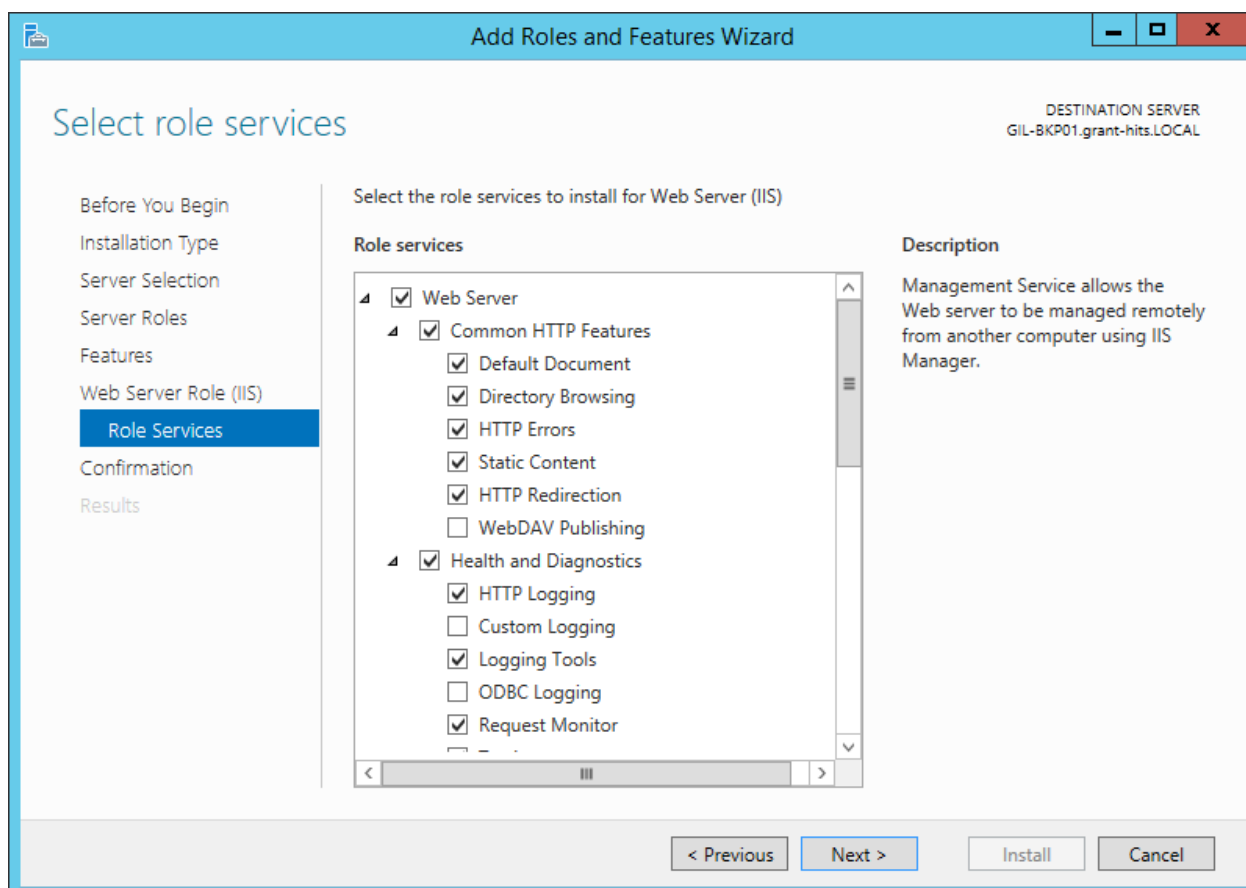 Add Roles and Features Wizard
Select role services
DESTINATION SERVER
GIL-BKP01.grant-hits.LOCAL
Before You Begin
Installation Type
Server Selection
Server Roles
Features
Web Server Role (IIS)
Role Services
Confirmation
Results
Select the role services to install for Web Server (IIS)
Role services
Web Server
Common HTTP Features
Default Document
Directory Browsing
HTTP Errors
Static Content
HTTP Redirection
WebDAV Publishing
Health and Diagnostics
HTTP Logging
Custom Logging
Logging Tools
ODBC Logging
Request Monitor
Description
Management Service allows the
Web server to be managed remotely
from another computer using IIS
Manager.
< Previous
Next >
Install
Cancel